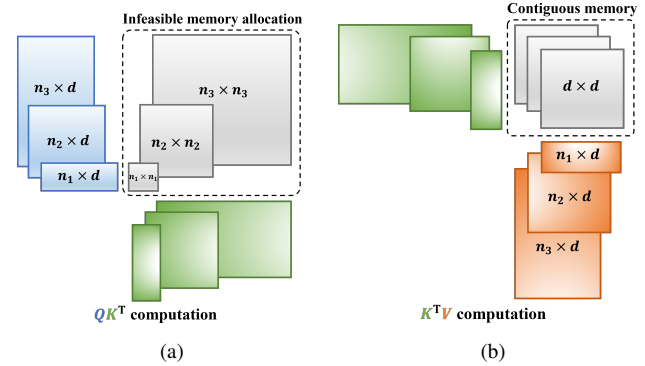 Infeasible memory allocation
n₃ × d
n₃ × n₃
n₂ × d
n₂ × n₂
n₁ × d
n₁ × n₁
QKᵀ computation
(a)
Contiguous memory
d × d
n₁ × d
n₂ × d
n₃ × d
KᵀV computation
(b)